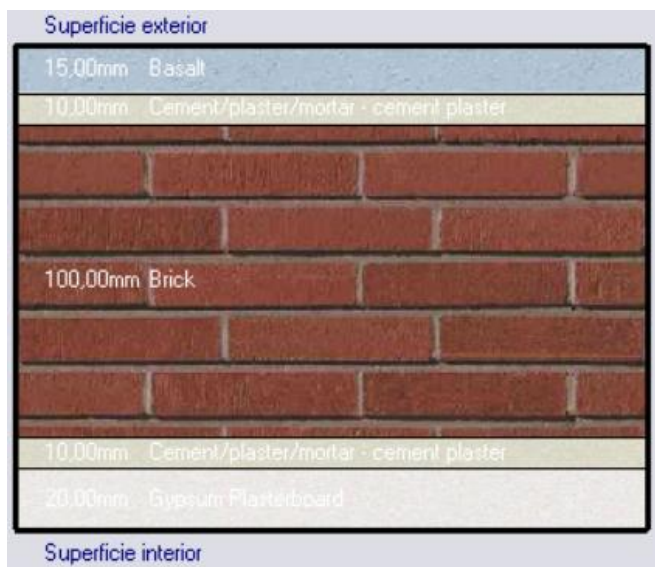 Superficie exterior
15,00mm Basalt
10,00mm Cement/plaster/mortar - cement plaster
100,00mm Brick
10,00mm Cement/plaster/mortar - cement plaster
20,00mm Gypsum Plasterboard
Superficie interior